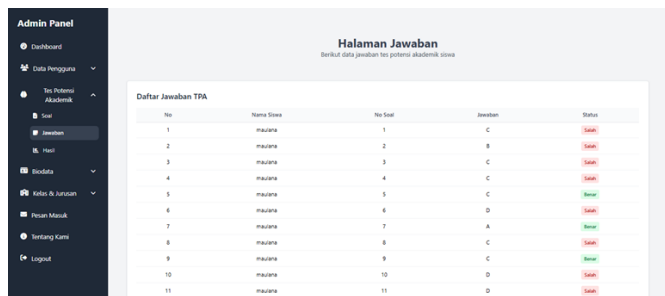 Admin Panel
Dashboard
Data Pengguna
Tes Potensi
Akademik
Soal
Jawaban
Hasil
Biodata
Kelas & Jurusan
Pesan Masuk
Tentang Kami
Logout
Halaman Jawaban
Berikut data jawaban tes potensi akademik siswa
Daftar Jawaban TPA
No Nama Siswa No Soal Jawaban Status
1 maulana 1 C Salah
2 maulana 2 B Salah
3 maulana 3 C Salah
4 maulana 4 C Salah
5 maulana 5 C Benar
6 maulana 6 D Salah
7 maulana 7 A Benar
8 maulana 8 C Salah
9 maulana 9 C Benar
10 maulana 10 D Salah
11 maulana 11 D Salah